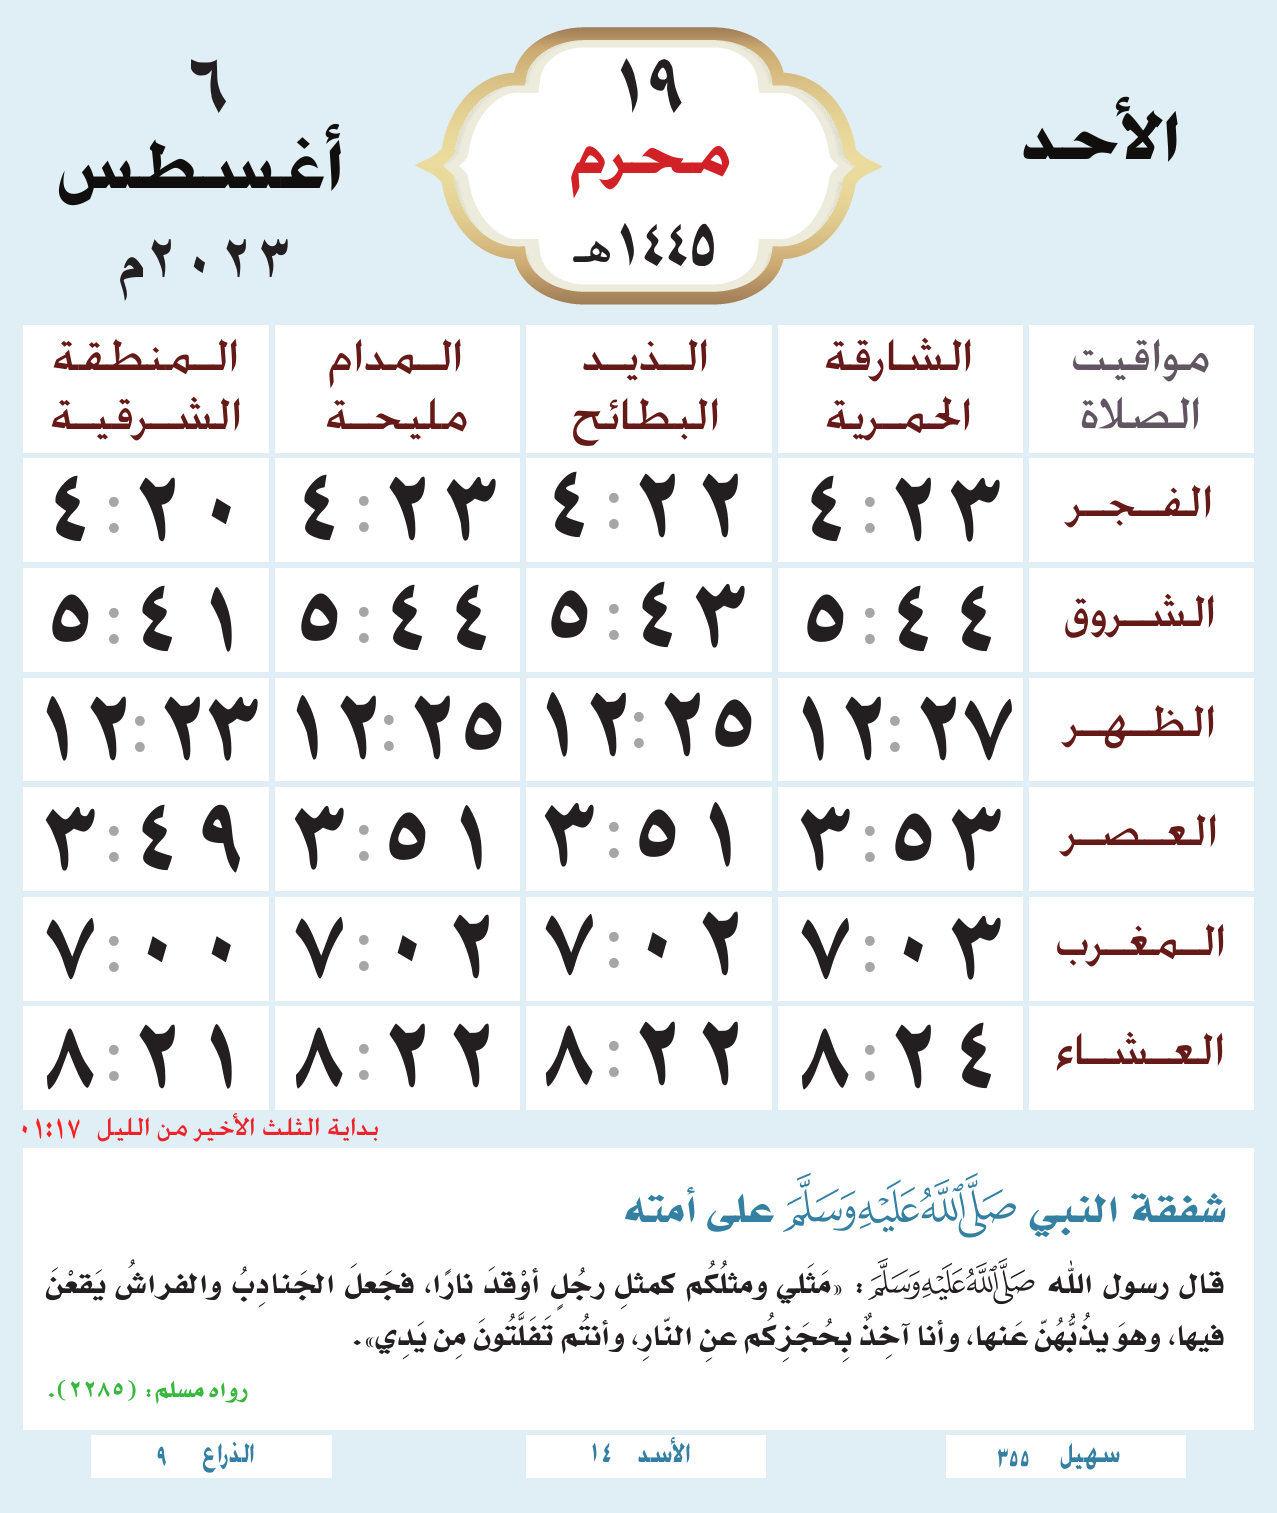 الأحد
١٩
محرم
١٤٤٥هـ
٦
أغسطس
٢٠٢٣م
مواقيت الصلاة | الشارقة الحمرية | الذيد البطائح | المدام مليحة | المنطقة الشرقية
الفجر ٤:٢٣ ٤:٢٢ ٤:٢٣ ٤:٢٠
الشروق ٥:٤٤ ٥:٤٣ ٥:٤٤ ٥:٤١
الظهر ١٢:٢٧ ١٢:٢٥ ١٢:٢٥ ١٢:٢٣
العصر ٣:٥٣ ٣:٥١ ٣:٥١ ٣:٤٩
المغرب ٧:٠٣ ٧:٠٢ ٧:٠٢ ٧:٠٠
العشاء ٨:٢٤ ٨:٢٢ ٨:٢٢ ٨:٢١
بداية الثلث الأخير من الليل ٠١:١٧
شفقة النبي صَلَّى اللَّهُ عَلَيْهِ وَسَلَّمَ على أمته
قال رسول الله صَلَّى اللَّهُ عَلَيْهِ وَسَلَّمَ: «مَثَلي ومثلُكُم كمثلِ رجُلٍ أوْقدَ نارًا، فجَعلَ الجَنادِبُ والفراشُ يَقعْنَ
فيها، وهوَ يذُبُّهُنّ عَنها، وأنا آخِذٌ بِحُجَزِكُم عنِ النّارِ، وأنتُم تَفَلَّتُونَ مِن يَدِي».
رواه مسلم: (٢٢٨٥).
سهيل ٣٥٥
الأسد ١٤
الذراع ٩